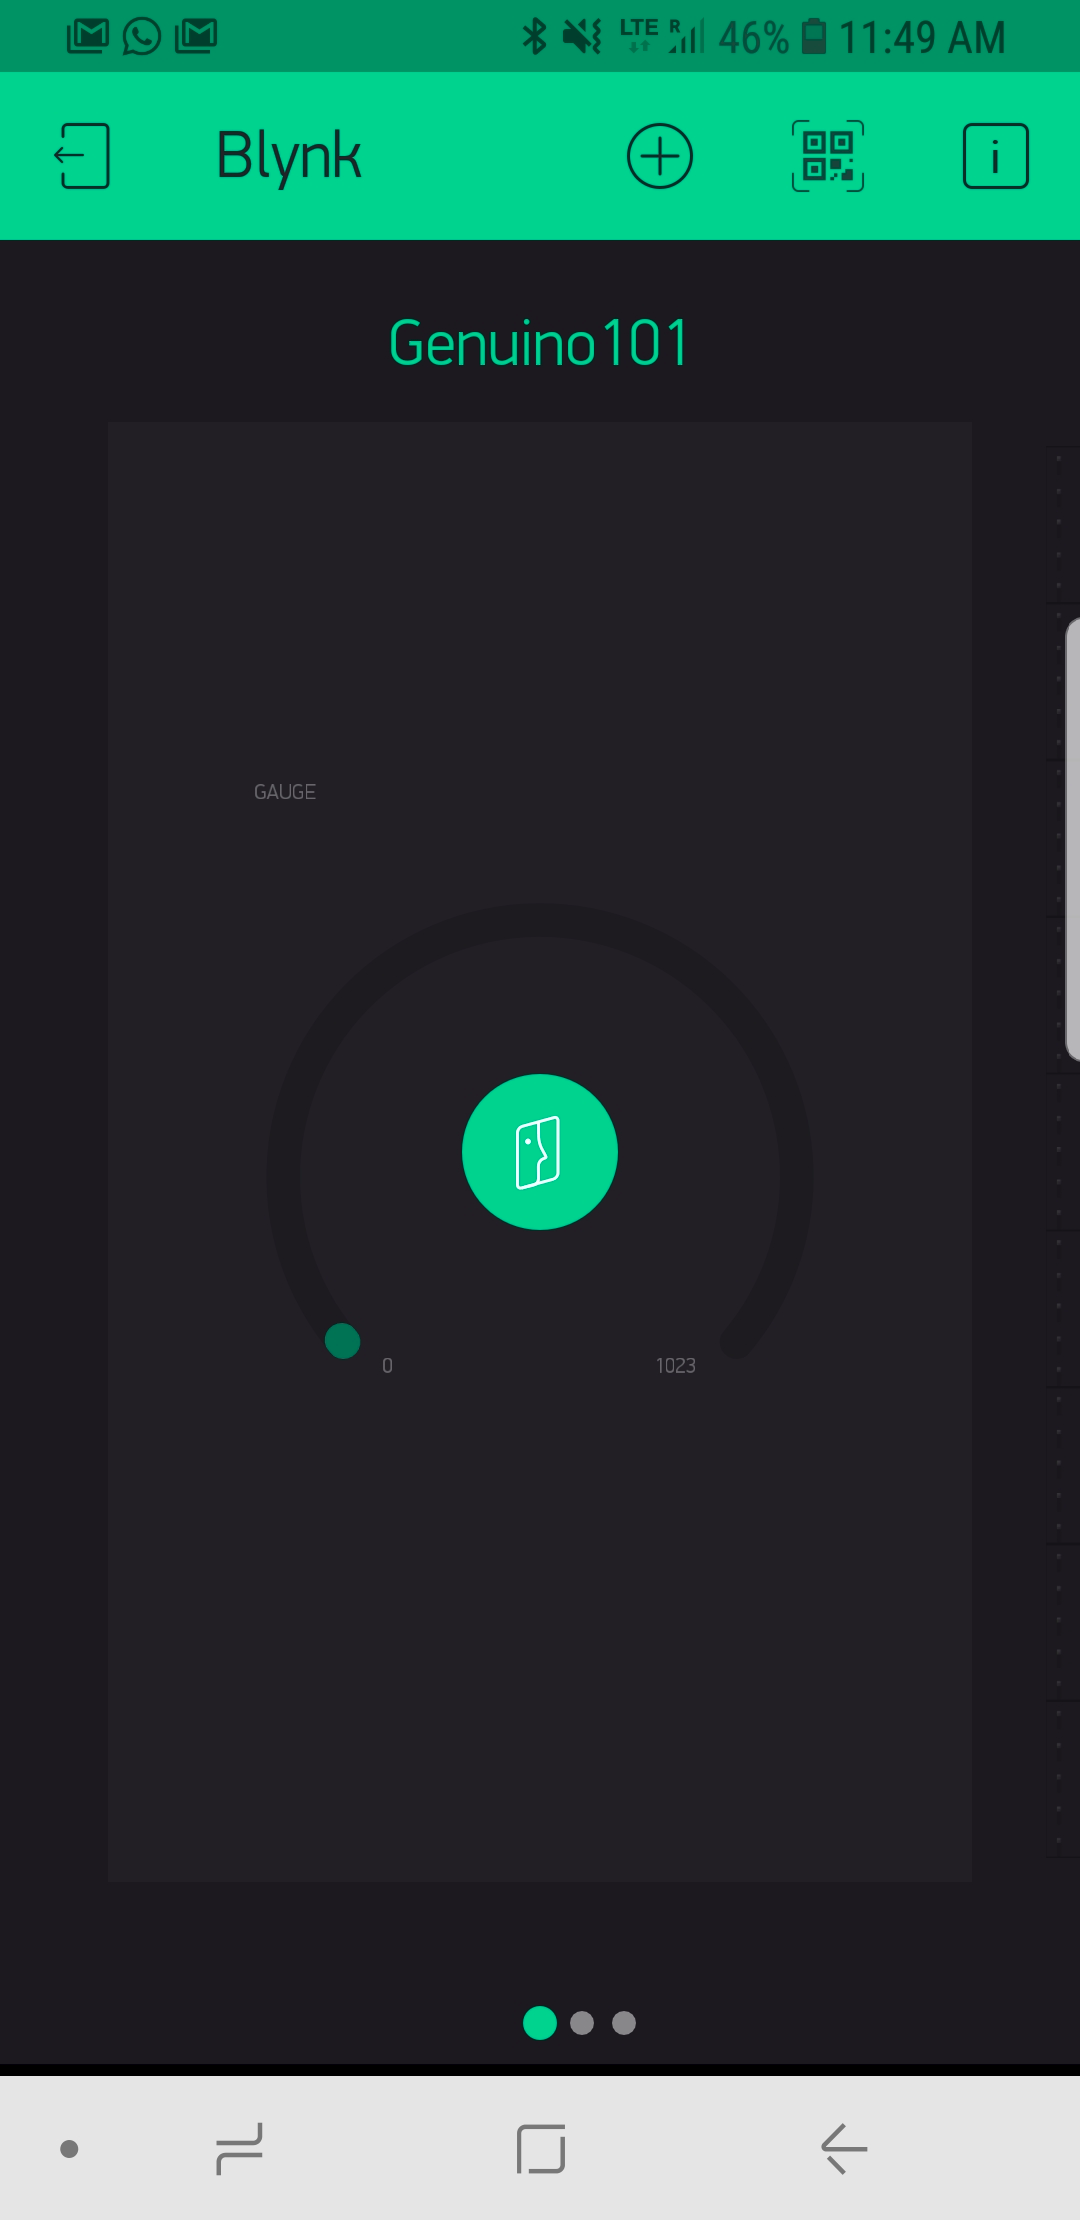 LTE R 46% 11:49 AM
Blynk
i
Genuino101
GAUGE
0 1023